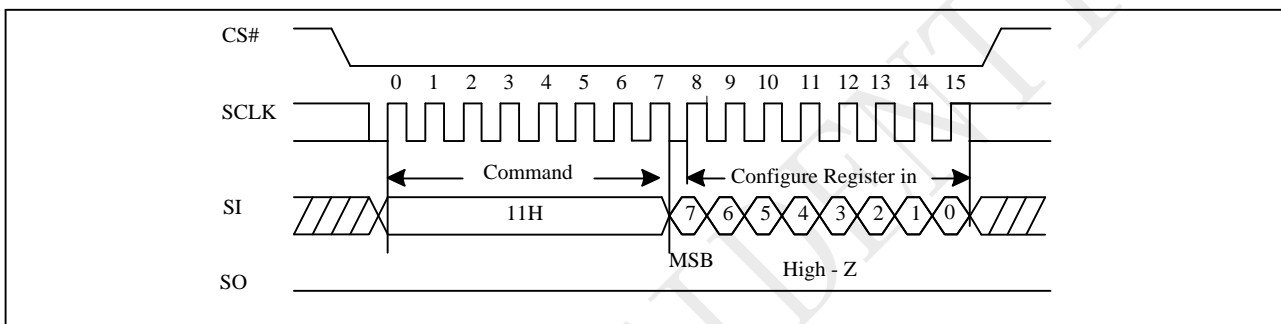 CS#
0 1 2 3 4 5 6 7 8 9 10 11 12 13 14 15
SCLK
Command Configure Register in
SI 11H 7 6 5 4 3 2 1 0
MSB High - Z
SO